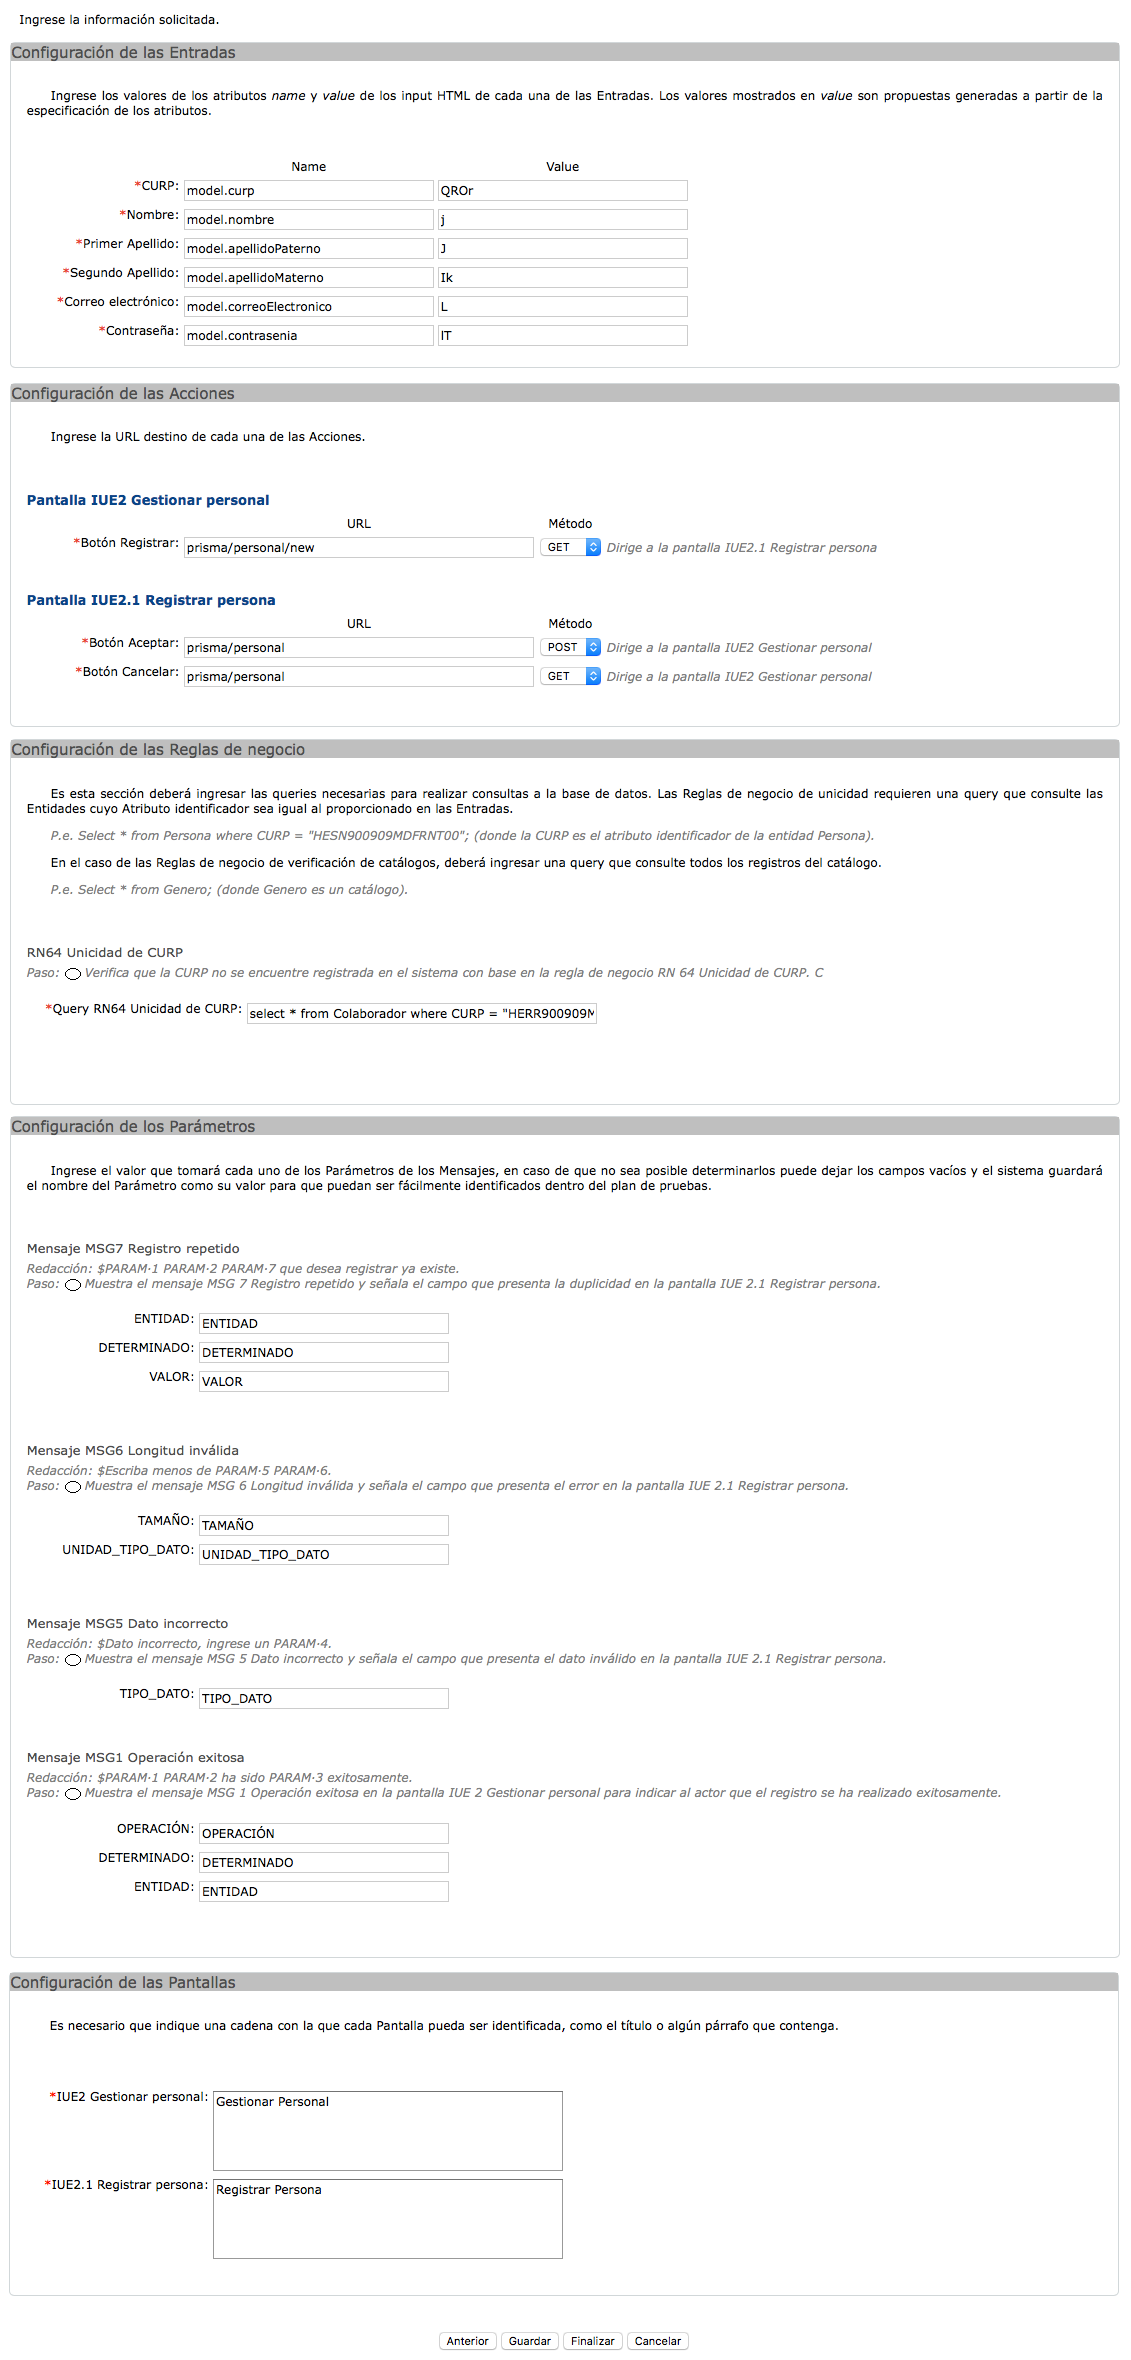 Ingrese la información solicitada.
Configuración de las Entradas
Ingrese los valores de los atributos name y value de los input HTML de cada una de las Entradas. Los valores mostrados en value son propuestas generadas a partir de la
especificación de los atributos.
Name Value
*CURP: model.curp QROr
*Nombre: model.nombre j
*Primer Apellido: model.apellidoPaterno J
*Segundo Apellido: model.apellidoMaterno Ik
*Correo electrónico: model.correoElectronico L
*Contraseña: model.contrasenia IT
Configuración de las Acciones
Ingrese la URL destino de cada una de las Acciones.
Pantalla IUE2 Gestionar personal
URL Método
*Botón Registrar: prisma/personal/new GET Dirige a la pantalla IUE2.1 Registrar persona
Pantalla IUE2.1 Registrar persona
URL Método
*Botón Aceptar: prisma/personal POST Dirige a la pantalla IUE2 Gestionar personal
*Botón Cancelar: prisma/personal GET Dirige a la pantalla IUE2 Gestionar personal
Configuración de las Reglas de negocio
Es esta sección deberá ingresar las queries necesarias para realizar consultas a la base de datos. Las Reglas de negocio de unicidad requieren una query que consulte las
Entidades cuyo Atributo identificador sea igual al proporcionado en las Entradas.
P.e. Select * from Persona where CURP = "HESN900909MDFRNT00"; (donde la CURP es el atributo identificador de la entidad Persona).
En el caso de las Reglas de negocio de verificación de catálogos, deberá ingresar una query que consulte todos los registros del catálogo.
P.e. Select * from Genero; (donde Genero es un catálogo).
RN64 Unicidad de CURP
Paso: Verifica que la CURP no se encuentre registrada en el sistema con base en la regla de negocio RN 64 Unicidad de CURP. C
*Query RN64 Unicidad de CURP: select * from Colaborador where CURP = "HERR900909M
Configuración de los Parámetros
Ingrese el valor que tomará cada uno de los Parámetros de los Mensajes, en caso de que no sea posible determinarlos puede dejar los campos vacíos y el sistema guardará
el nombre del Parámetro como su valor para que puedan ser fácilmente identificados dentro del plan de pruebas.
Mensaje MSG7 Registro repetido
Redacción: $PARAM·1 PARAM·2 PARAM·7 que desea registrar ya existe.
Paso: Muestra el mensaje MSG 7 Registro repetido y señala el campo que presenta la duplicidad en la pantalla IUE 2.1 Registrar persona.
ENTIDAD: ENTIDAD
DETERMINADO: DETERMINADO
VALOR: VALOR
Mensaje MSG6 Longitud inválida
Redacción: $Escriba menos de PARAM·5 PARAM·6.
Paso: Muestra el mensaje MSG 6 Longitud inválida y señala el campo que presenta el error en la pantalla IUE 2.1 Registrar persona.
TAMAÑO: TAMAÑO
UNIDAD_TIPO_DATO: UNIDAD_TIPO_DATO
Mensaje MSG5 Dato incorrecto
Redacción: $Dato incorrecto, ingrese un PARAM·4.
Paso: Muestra el mensaje MSG 5 Dato incorrecto y señala el campo que presenta el dato inválido en la pantalla IUE 2.1 Registrar persona.
TIPO_DATO: TIPO_DATO
Mensaje MSG1 Operación exitosa
Redacción: $PARAM·1 PARAM·2 ha sido PARAM·3 exitosamente.
Paso: Muestra el mensaje MSG 1 Operación exitosa en la pantalla IUE 2 Gestionar personal para indicar al actor que el registro se ha realizado exitosamente.
OPERACIÓN: OPERACIÓN
DETERMINADO: DETERMINADO
ENTIDAD: ENTIDAD
Configuración de las Pantallas
Es necesario que indique una cadena con la que cada Pantalla pueda ser identificada, como el título o algún párrafo que contenga.
*IUE2 Gestionar personal: Gestionar Personal
*IUE2.1 Registrar persona: Registrar Persona
Anterior Guardar Finalizar Cancelar